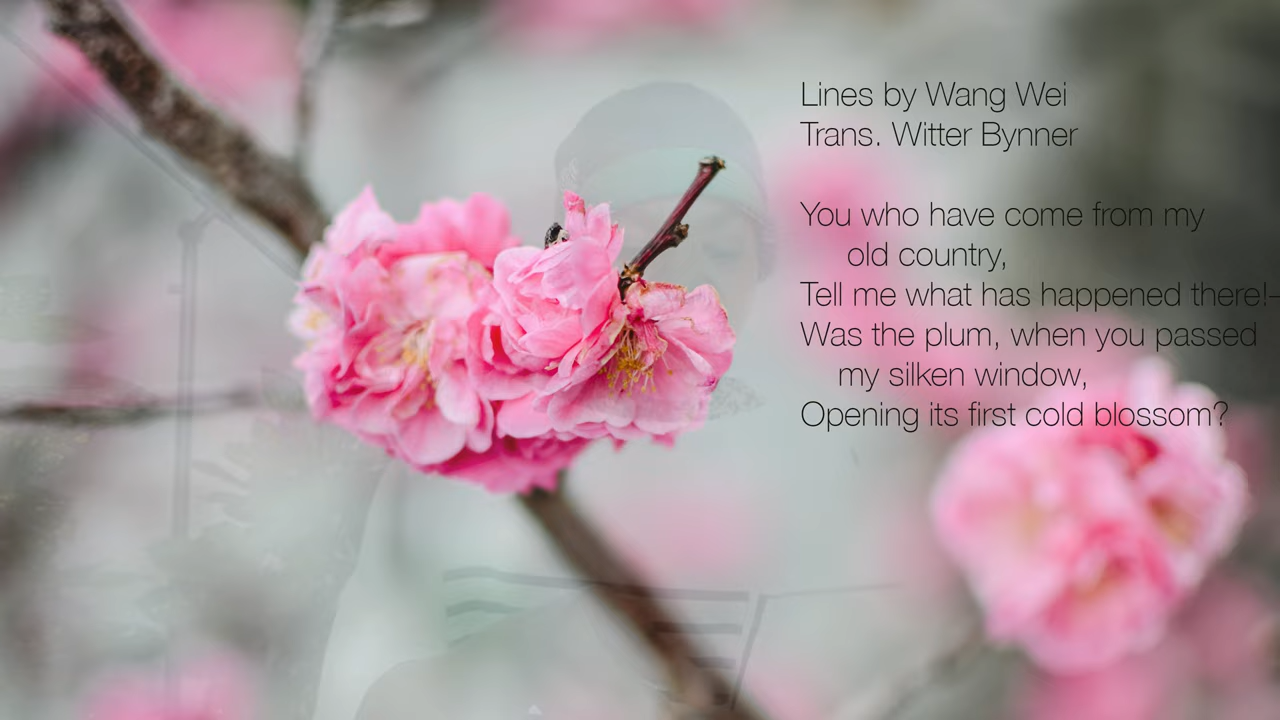 Lines by Wang Wei
Trans. Witter Bynner
You who have come from my
old country,
Tell me what has happened there!-
Was the plum, when you passed
my silken window,
Opening its first cold blossom?